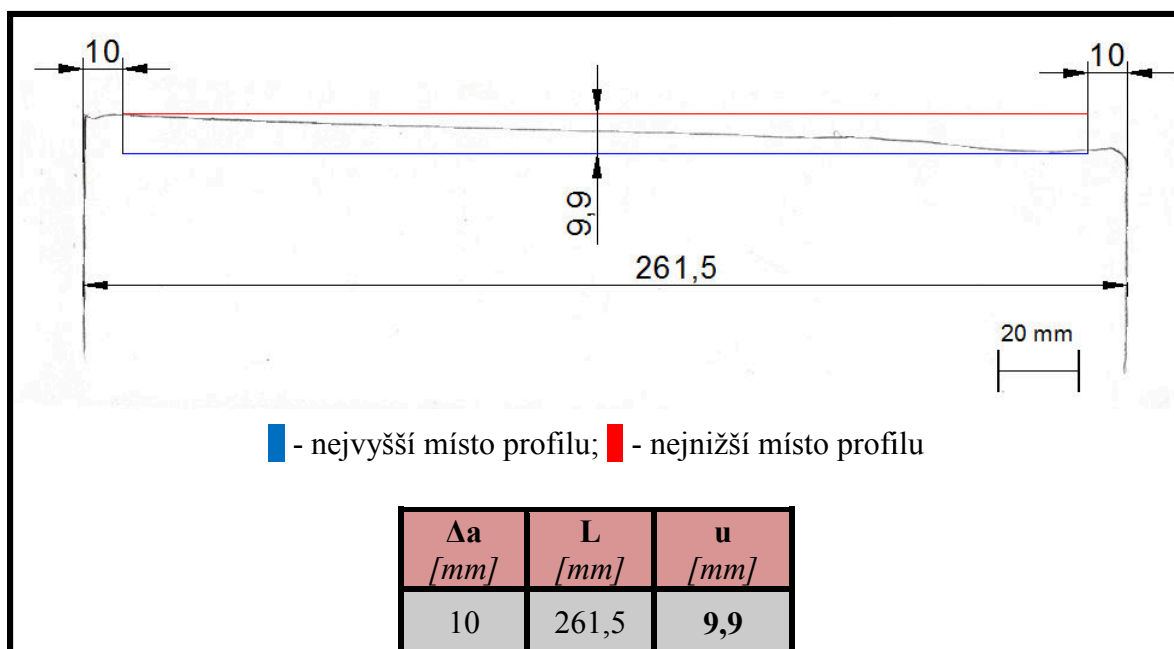 10
10
9,9
261,5
20 mm
- nejvyšší místo profilu; - nejnižší místo profilu
Δa L u
[mm] [mm] [mm]
10 261,5 9,9